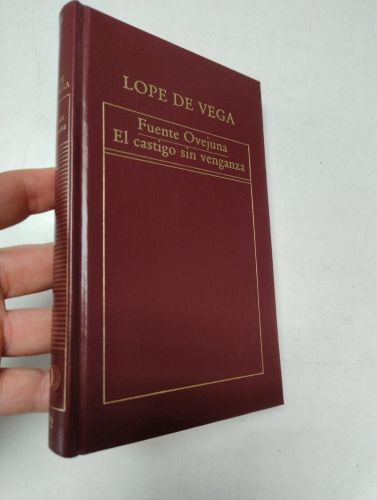 LOPE DE VEGA
Fuente Ovejuna
El castigo sin venganza